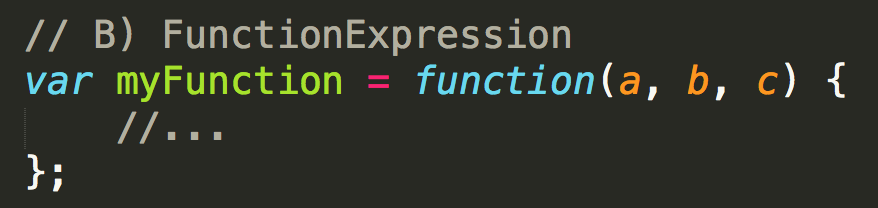 // B) FunctionExpression
var myFunction = function(a, b, c) {
    //...
};